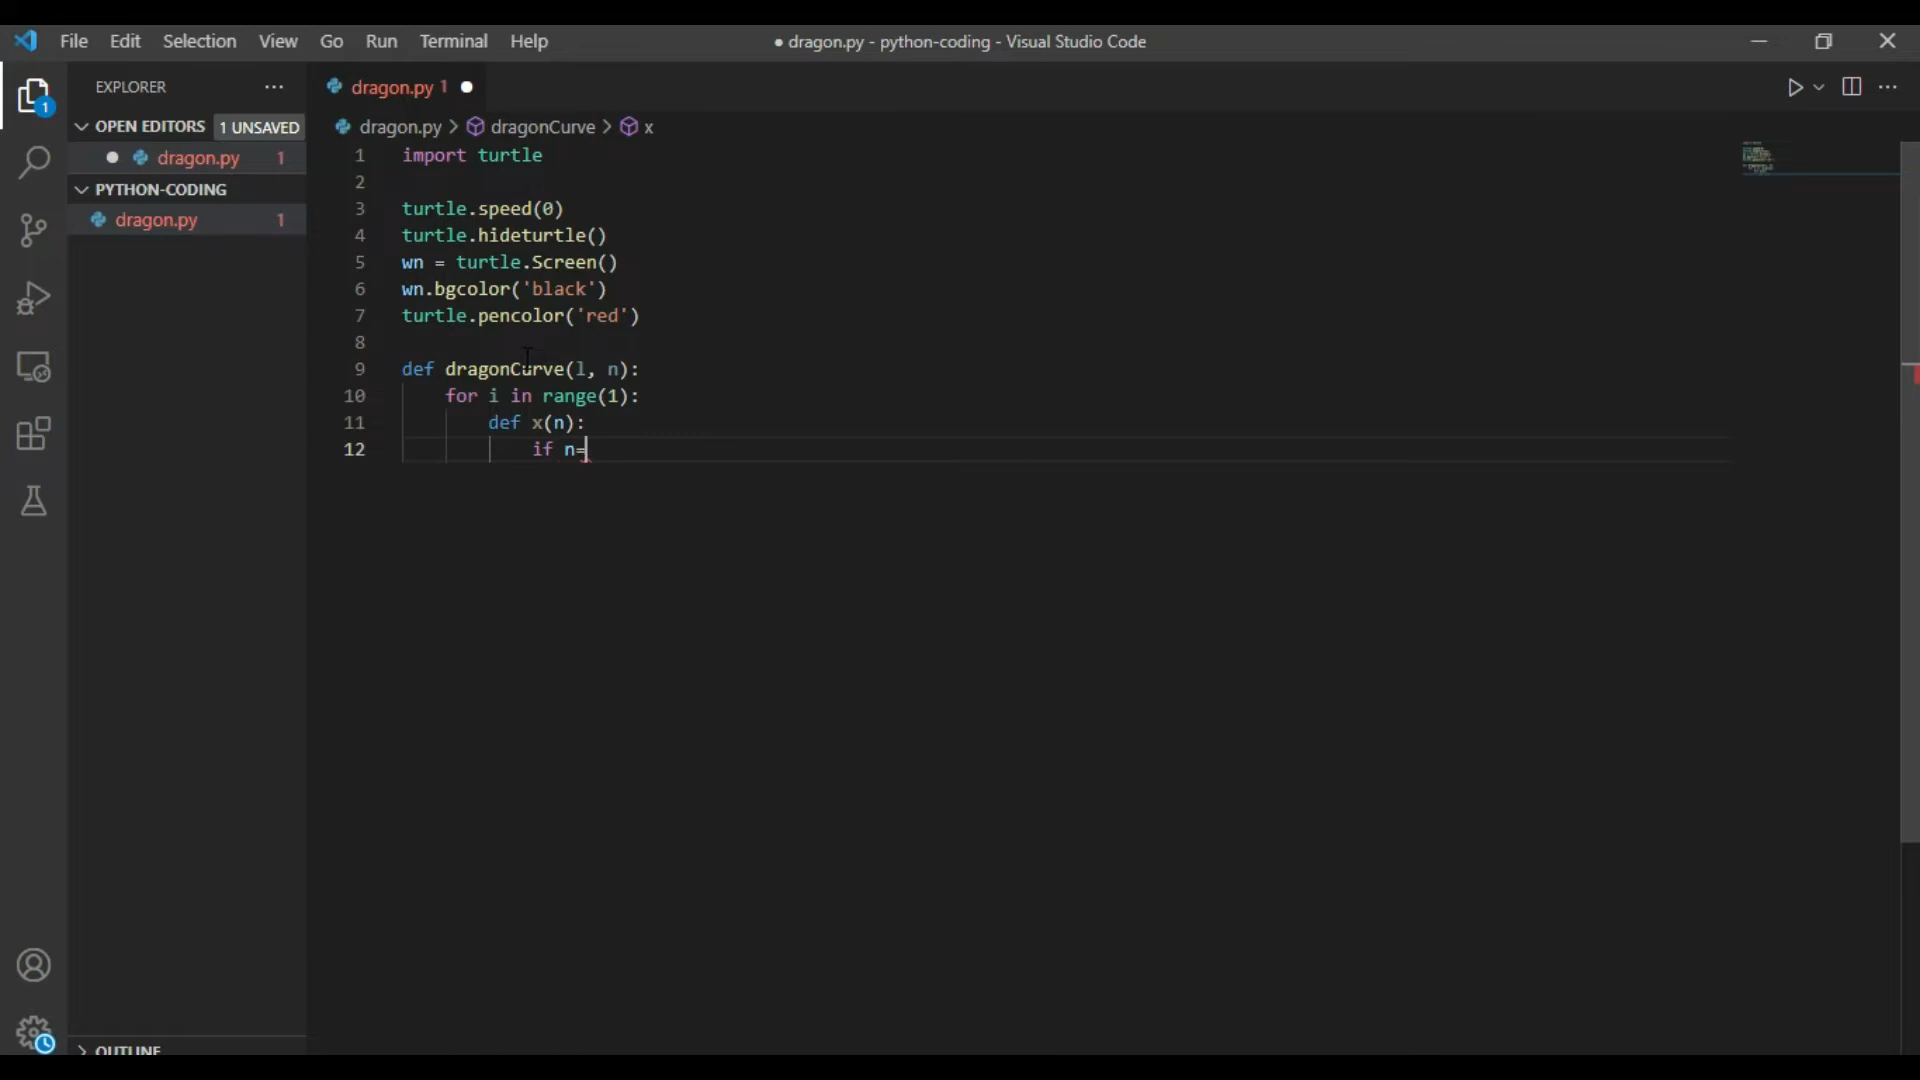 File Edit Selection View Go Run Terminal Help
● dragon.py - python-coding - Visual Studio Code
EXPLORER
dragon.py 1
1
OPEN EDITORS 1 UNSAVED
dragon.py > dragonCurve > x
dragon.py 1
PYTHON-CODING
dragon.py 1
1 import turtle
2
3 turtle.speed(0)
4 turtle.hideturtle()
5 wn = turtle.Screen()
6 wn.bgcolor('black')
7 turtle.pencolor('red')
8
9 def dragonCurve(l, n):
10 for i in range(1):
11 def x(n):
12 if n=
OUTLINE